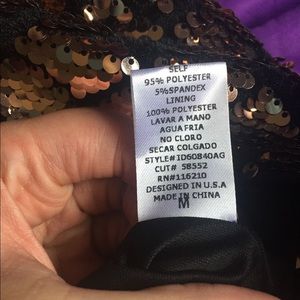 SELF
95% POLYESTER
5%SPANDEX
LINING
100% POLYESTER
LAVAR A MANO
AGUA FRIA
NO CLORO
SECAR COLGADO
STYLE#ID60840AG
CUT# 58552
RN#116210
DESIGNED IN U.S.A
MADE IN CHINA
M